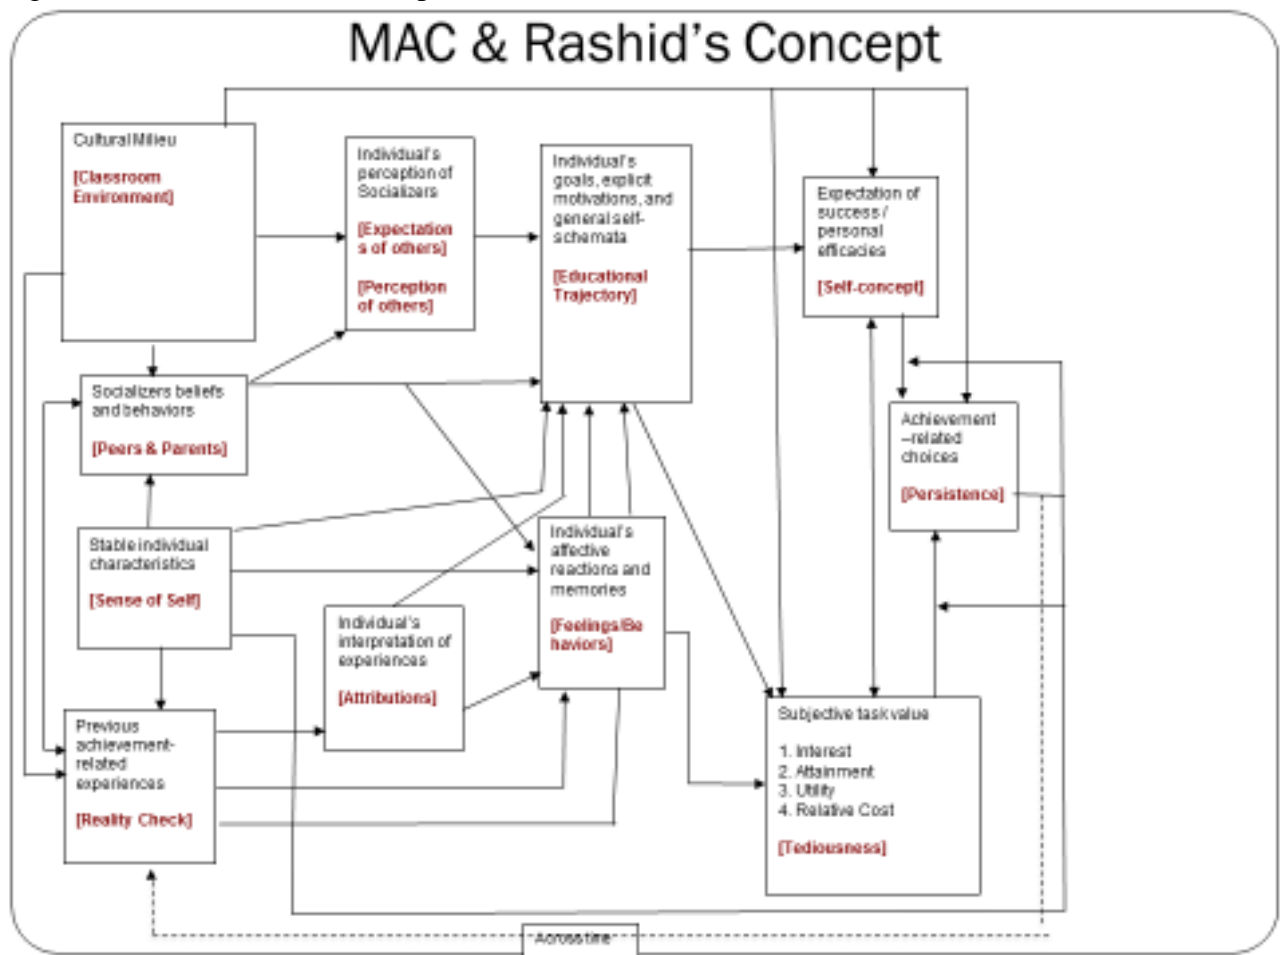 MAC & Rashid's Concept
Cultural Milieu
[Classroom
Environment]
Individual's
perception of
Socializers
[Expectation
s of others]
[Perception
of others]
Individual's
goals, explicit
motivations, and
general self-
schemata
[Educational
Trajectory]
Expectation of
success /
personal
efficacies
[Self-concept]
Socializers beliefs
and behaviors
[Peers & Parents]
Achievement
–related
choices
[Persistence]
Stable individual
characteristics
[Sense of Self]
Individual's
affective
reactions and
memories
[Feelings/Be
haviors]
Individual's
interpretation of
experiences
[Attributions]
Previous
achievement-
related
experiences
[Reality Check]
Subjective task value
1. Interest
2. Attainment
3. Utility
4. Relative Cost
[Tediousness]
Across time